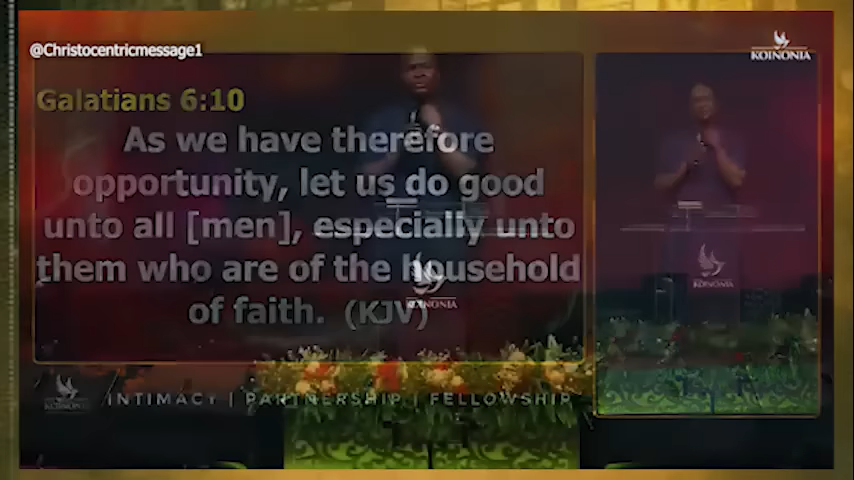 @Christocentricmessage1
KOINONIA
Galatians 6:10
As we have therefore
opportunity, let us do good
unto all [men], especially unto
them who are of the household
of faith. (KJV)
KOINONIA
KOINONIA
KOINONIA
INTIMACY | PARTNERSHIP | FELLOWSHIP